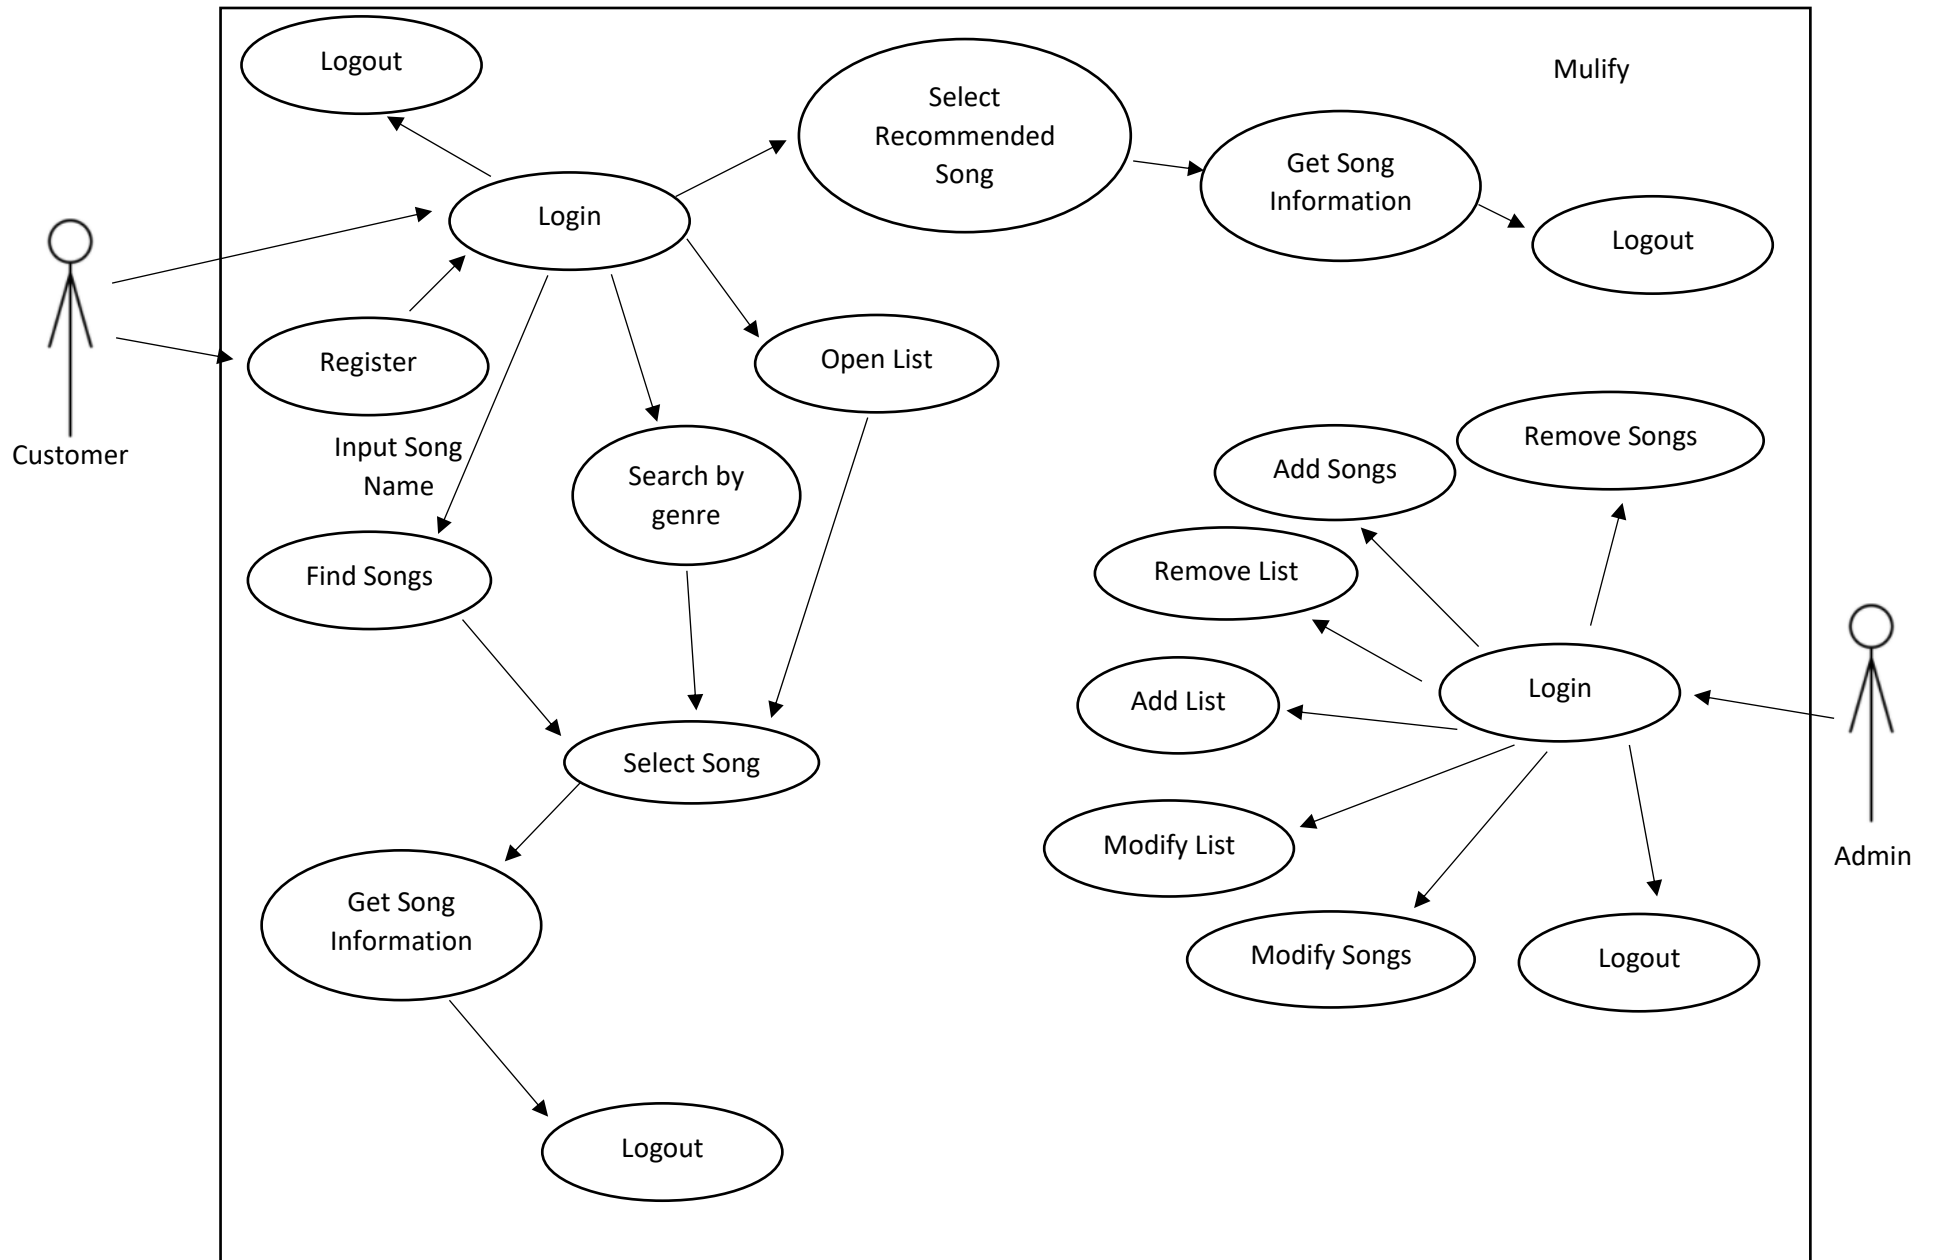 Logout
Mulify
Select
Recommended
Song
Get Song
Information
Login
Logout
Register
Open List
Customer
Input Song
Name
Search by
genre
Find Songs
Select Song
Get Song
Information
Logout
Remove Songs
Add Songs
Remove List
Login
Add List
Modify List
Admin
Modify Songs
Logout